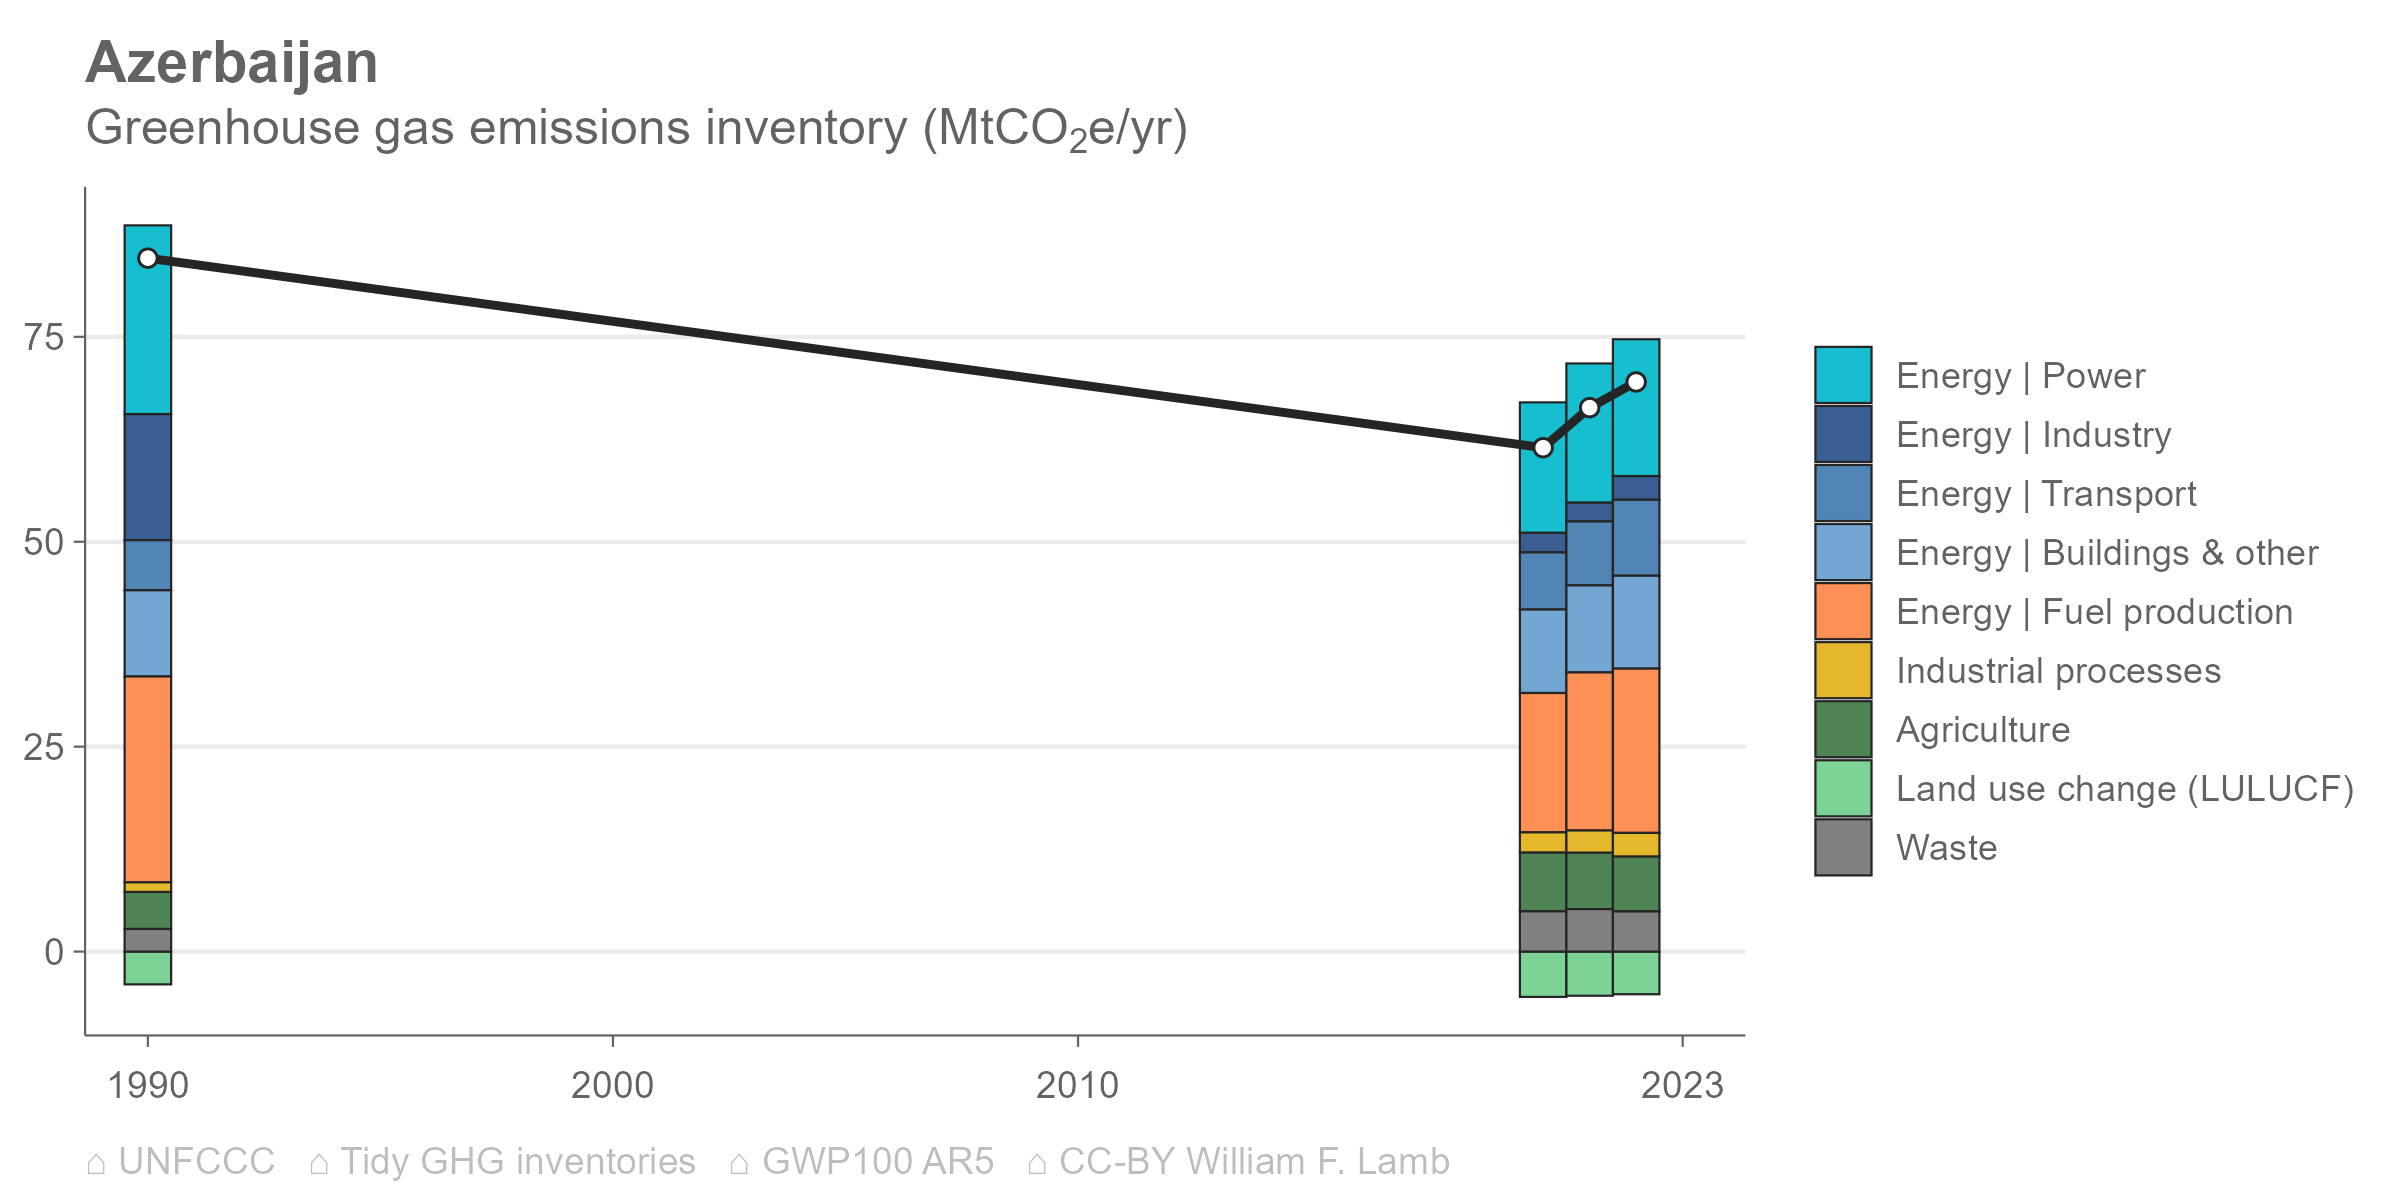 Azerbaijan
Greenhouse gas emissions inventory (MtCO₂e/yr)
75
50
25
0
1990 2000 2010 2023
Energy | Power
Energy | Industry
Energy | Transport
Energy | Buildings & other
Energy | Fuel production
Industrial processes
Agriculture
Land use change (LULUCF)
Waste
⌂ UNFCCC ⌂ Tidy GHG inventories ⌂ GWP100 AR5 ⌂ CC-BY William F. Lamb